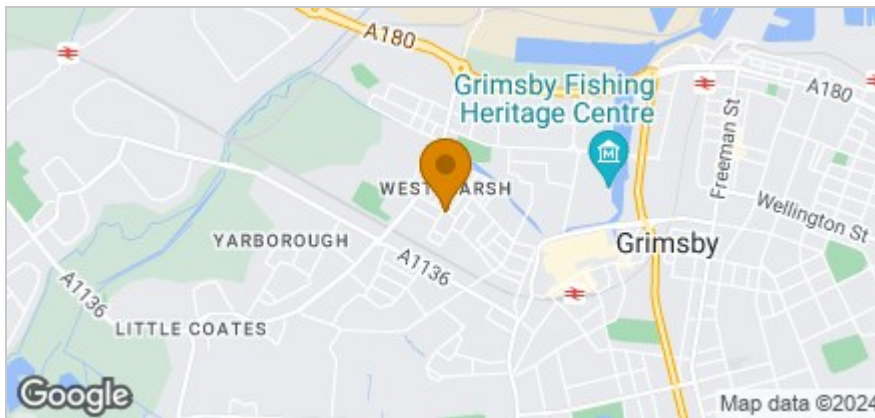 A180
Grimsby Fishing
Heritage Centre
A180
Freeman St
WEST MARSH
Wellington St
YARBOROUGH
Grimsby
A1136
A1136
LITTLE COATES
Google
Map data ©2024